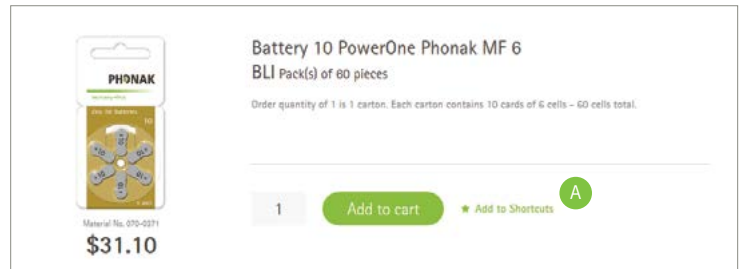 Battery 10 PowerOne Phonak MF 6
BLI Pack(s) of 60 pieces
Order quantity of 1 is 1 carton. Each carton contains 10 cards of 6 cells – 60 cells total.
PHONAK
10
Material No. 070-0371
$31.10
1
Add to cart
★ Add to Shortcuts
A